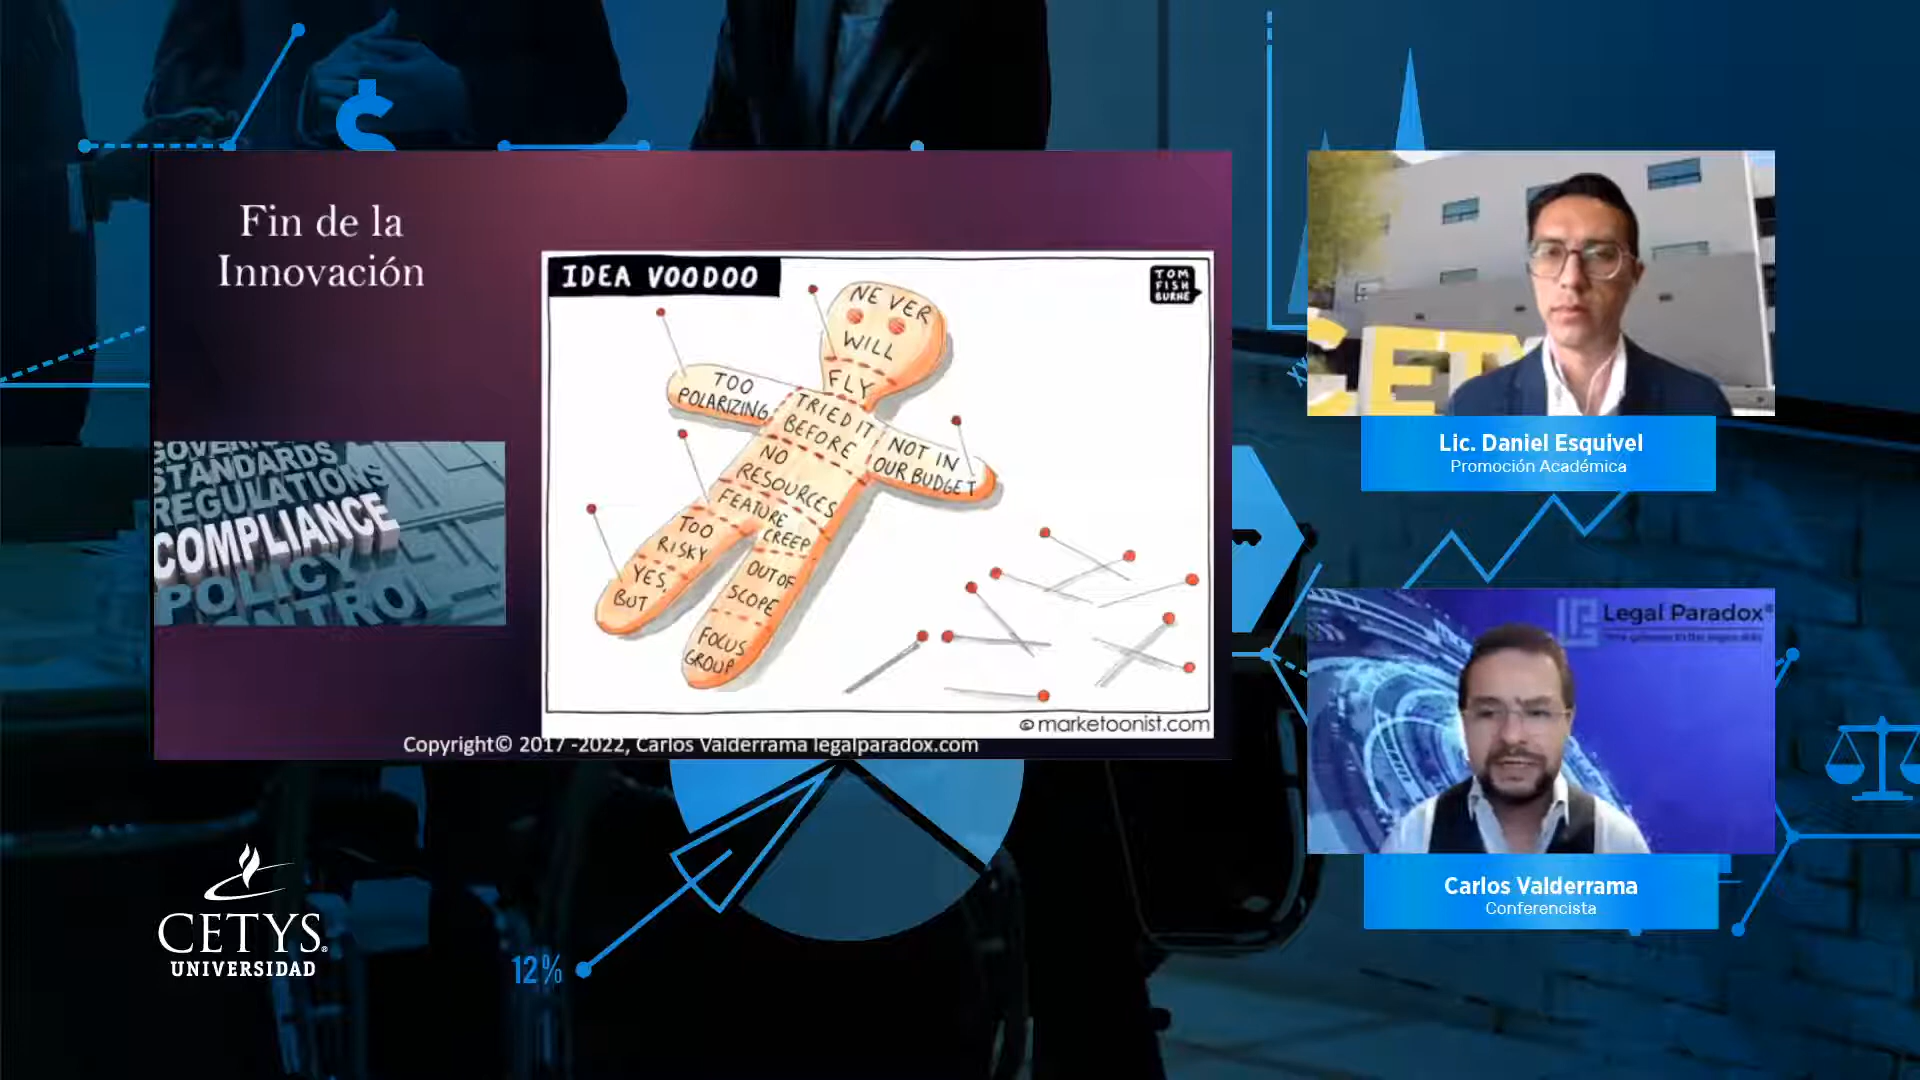 Fin de la
Innovación
IDEA VOODOO
TOM
FISH
BURNE
NEVER
WILL
FLY
TOO
POLARIZING
TRIED IT
BEFORE
NOT IN
OUR BUDGET
NO
RESOURCES
FEATURE
CREEP
TOO
RISKY
YES,
BUT
OUT OF
SCOPE
FOCUS
GROUP
© marketoonist.com
STANDARDS
REGULATIONS
COMPLIANCE
POLICY
Copyright© 2017 -2022, Carlos Valderrama legalparadox.com
Lic. Daniel Esquivel
Promoción Académica
Legal Paradox®
Carlos Valderrama
Conferencista
CETYS®
UNIVERSIDAD
12%